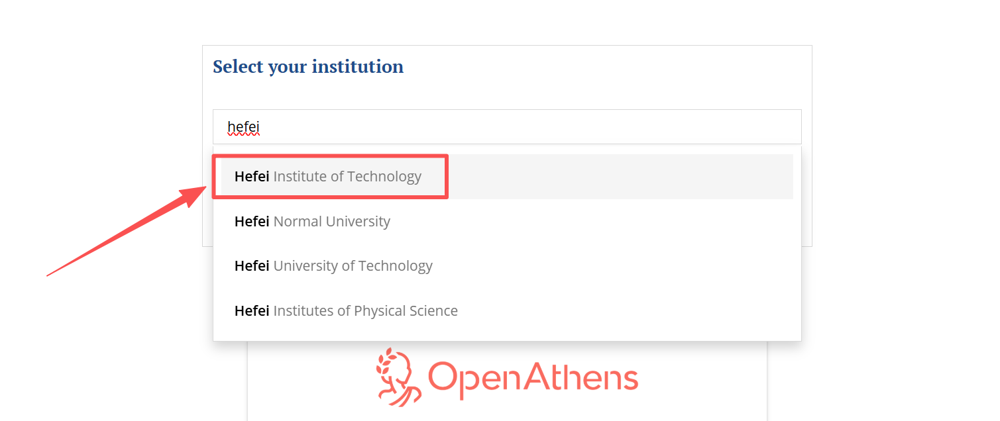 Select your institution
hefei
Hefei Institute of Technology
Hefei Normal University
Hefei University of Technology
Hefei Institutes of Physical Science
OpenAthens